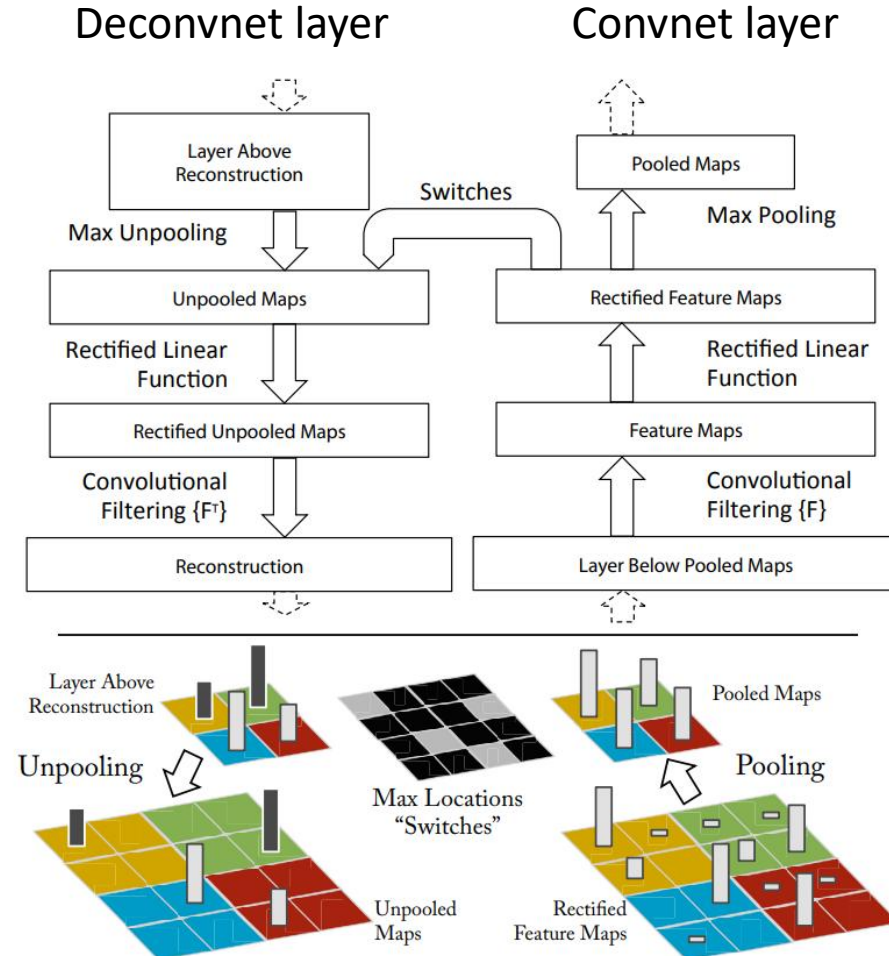 Deconvnet layer
Convnet layer
Layer Above
Reconstruction
Pooled Maps
Switches
Max Unpooling
Max Pooling
Unpooled Maps
Rectified Feature Maps
Rectified Linear
Function
Rectified Linear
Function
Rectified Unpooled Maps
Feature Maps
Convolutional
Filtering {Fᵀ}
Convolutional
Filtering {F}
Reconstruction
Layer Below Pooled Maps
Layer Above
Reconstruction
Pooled Maps
Unpooling
Max Locations
“Switches”
Pooling
Unpooled
Maps
Rectified
Feature Maps